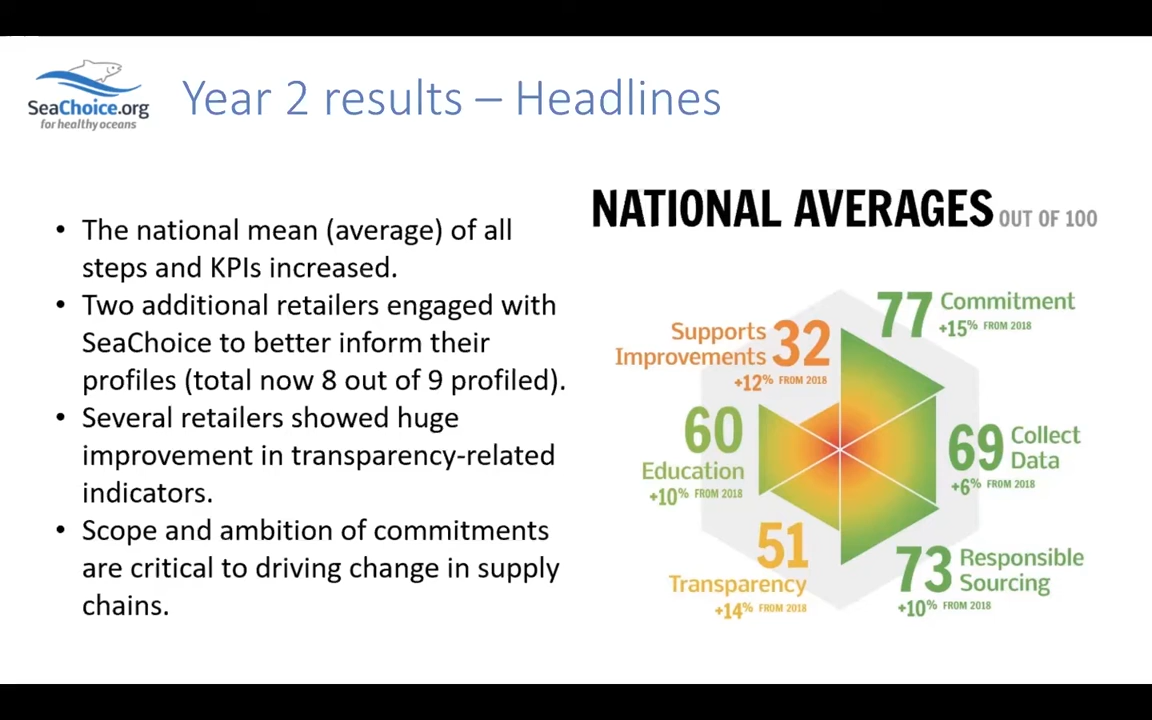 SeaChoice.org
for healthy oceans
Year 2 results – Headlines
• The national mean (average) of all
steps and KPIs increased.
• Two additional retailers engaged with
SeaChoice to better inform their
profiles (total now 8 out of 9 profiled).
• Several retailers showed huge
improvement in transparency-related
indicators.
• Scope and ambition of commitments
are critical to driving change in supply
chains.
NATIONAL AVERAGES OUT OF 100
77 Commitment
+15% FROM 2018
69 Collect
Data
+6% FROM 2018
73 Responsible
Sourcing
+10% FROM 2018
51
Transparency
+14% FROM 2018
60
Education
+10% FROM 2018
Supports
Improvements 32
+12% FROM 2018